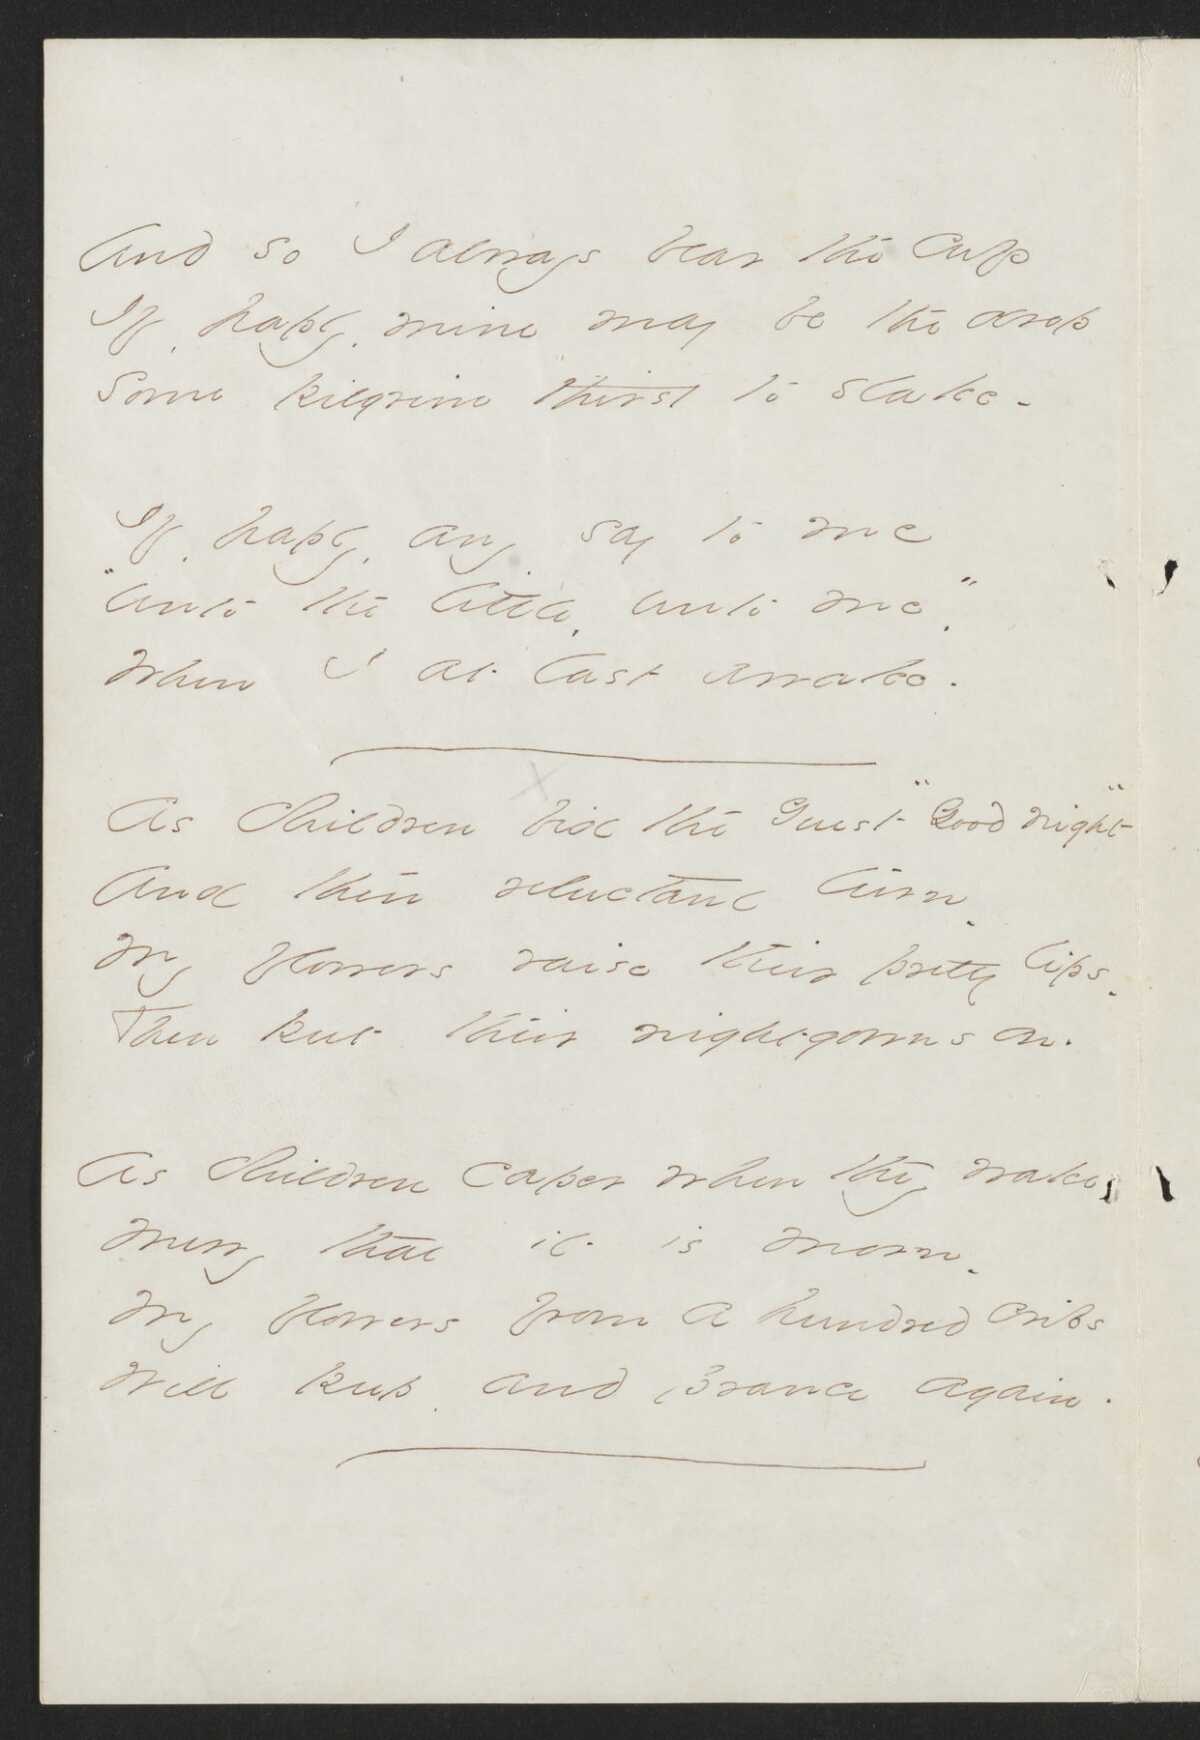 And so I always bear the cup
If, haply, mine may be the drop
Some pilgrim thirst to slake -
If, haply, any say to me
"Unto the little, unto me",
When I at last awake.
As Children bid the Guest "Good night"
And then reluctant turn,
My flowers raise their pretty lips,
Then put their nightgowns on.
As Children caper when they wake,
Merry that it is Morn,
My flowers from a hundred cribs
Will peep, and prance again.